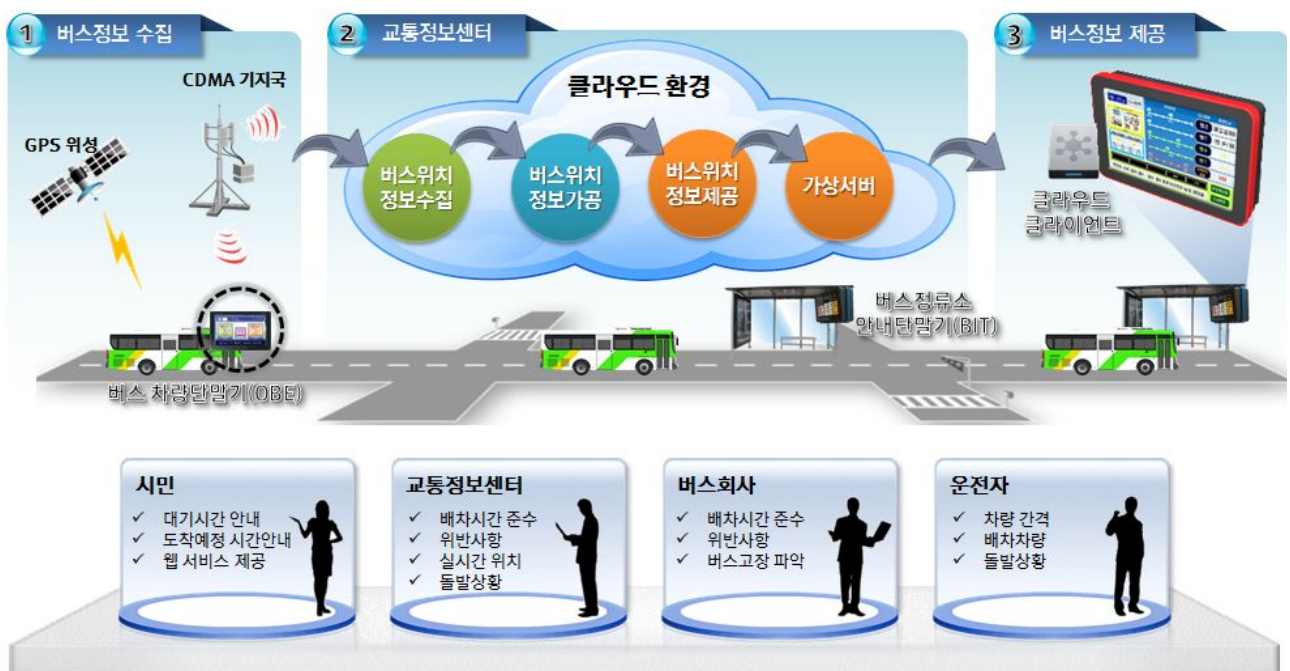 1 버스정보 수집
CDMA 기지국
GPS 위성
버스 차량단말기(OBE)
2 교통정보센터
클라우드 환경
버스위치
정보수집
버스위치
정보가공
버스위치
정보제공
가상서버
버스정류소
안내단말기(BIT)
3 버스정보 제공
클라우드
클라이언트
시민
✓ 대기시간 안내
✓ 도착예정 시간안내
✓ 웹 서비스 제공
교통정보센터
✓ 배차시간 준수
✓ 위반사항
✓ 실시간 위치
✓ 돌발상황
버스회사
✓ 배차시간 준수
✓ 위반사항
✓ 버스고장 파악
운전자
✓ 차량 간격
✓ 배차차량
✓ 돌발상황